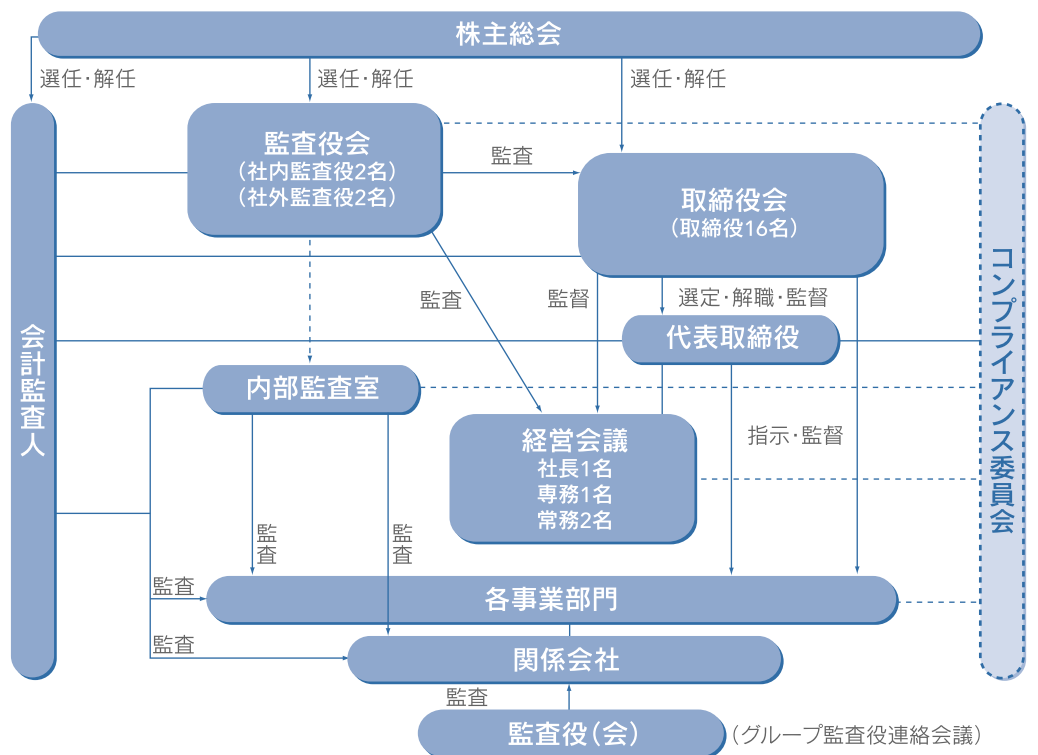 株主総会
選任・解任
選任・解任
選任・解任
監査役会
(社内監査役2名)
(社外監査役2名)
監査
取締役会
(取締役16名)
コンプライアンス委員会
会計監査人
監査
監督
選定・解職・監督
代表取締役
内部監査室
経営会議
社長1名
専務1名
常務2名
指示・監督
監査
監査
監査
各事業部門
監査
関係会社
監査
監査役(会)
(グループ監査役連絡会議)